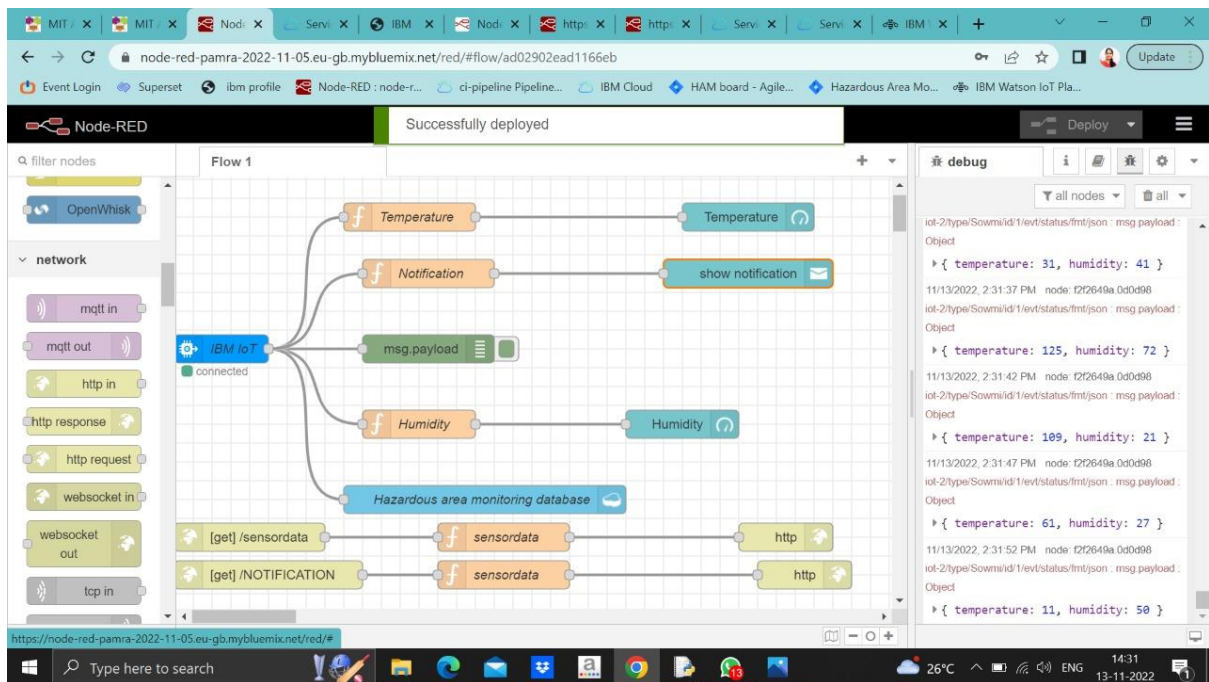 MIT /
MIT /
Node
Servi
IBM
Node
https
https
Servi
Servi
IBM
node-red-pamra-2022-11-05.eu-gb.mybluemix.net/red/#flow/ad02902ead1166eb
Update
Event Login
Superset
ibm profile
Node-RED : node-r...
ci-pipeline Pipeline...
IBM Cloud
HAM board - Agile...
Hazardous Area Mo...
IBM Watson IoT Pla...
Node-RED
Successfully deployed
Deploy
filter nodes
Flow 1
debug
all nodes
all
OpenWhisk
network
mqtt in
mqtt out
http in
http response
http request
websocket in
websocket
out
tcp in
Temperature
Temperature
Notification
show notification
IBM IoT
connected
msg.payload
Humidity
Humidity
Hazardous area monitoring database
[get] /sensordata
sensordata
http
[get] /NOTIFICATION
sensordata
http
iot-2/type/Sowmi/id/1/evt/status/fmt/json : msg.payload :
Object
{ temperature: 31, humidity: 41 }
11/13/2022, 2:31:37 PM node: f2f2649a.0d0d98
iot-2/type/Sowmi/id/1/evt/status/fmt/json : msg.payload :
Object
{ temperature: 125, humidity: 72 }
11/13/2022, 2:31:42 PM node: f2f2649a.0d0d98
iot-2/type/Sowmi/id/1/evt/status/fmt/json : msg.payload :
Object
{ temperature: 109, humidity: 21 }
11/13/2022, 2:31:47 PM node: f2f2649a.0d0d98
iot-2/type/Sowmi/id/1/evt/status/fmt/json : msg.payload :
Object
{ temperature: 61, humidity: 27 }
11/13/2022, 2:31:52 PM node: f2f2649a.0d0d98
iot-2/type/Sowmi/id/1/evt/status/fmt/json : msg.payload :
Object
{ temperature: 11, humidity: 50 }
https://node-red-pamra-2022-11-05.eu-gb.mybluemix.net/red/#
Type here to search
26°C
ENG
14:31
13-11-2022